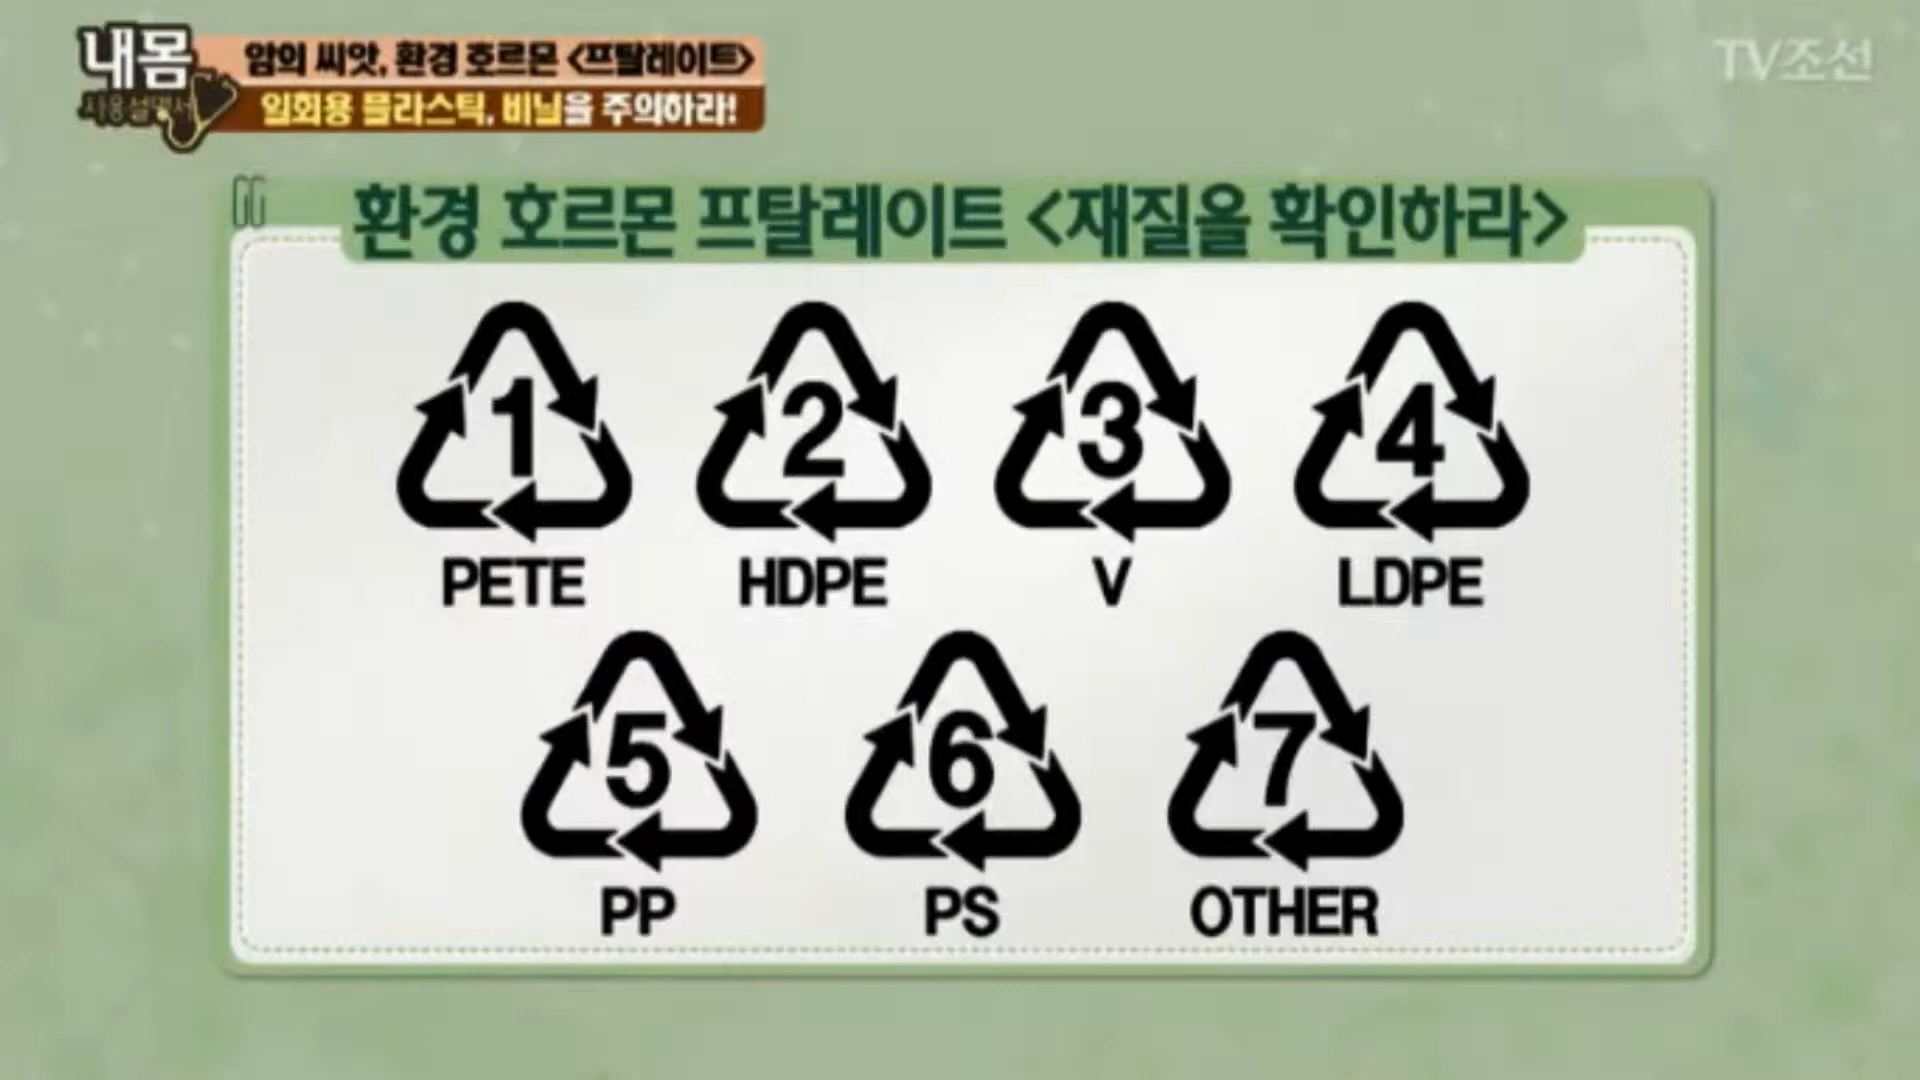 내몸
사용설명서
암의 씨앗, 환경 호르몬 <프탈레이트>
일회용 플라스틱, 비닐을 주의하라!
TV조선
환경 호르몬 프탈레이트 <재질을 확인하라>
1 2 3 4
PETE HDPE V LDPE
5 6 7
PP PS OTHER